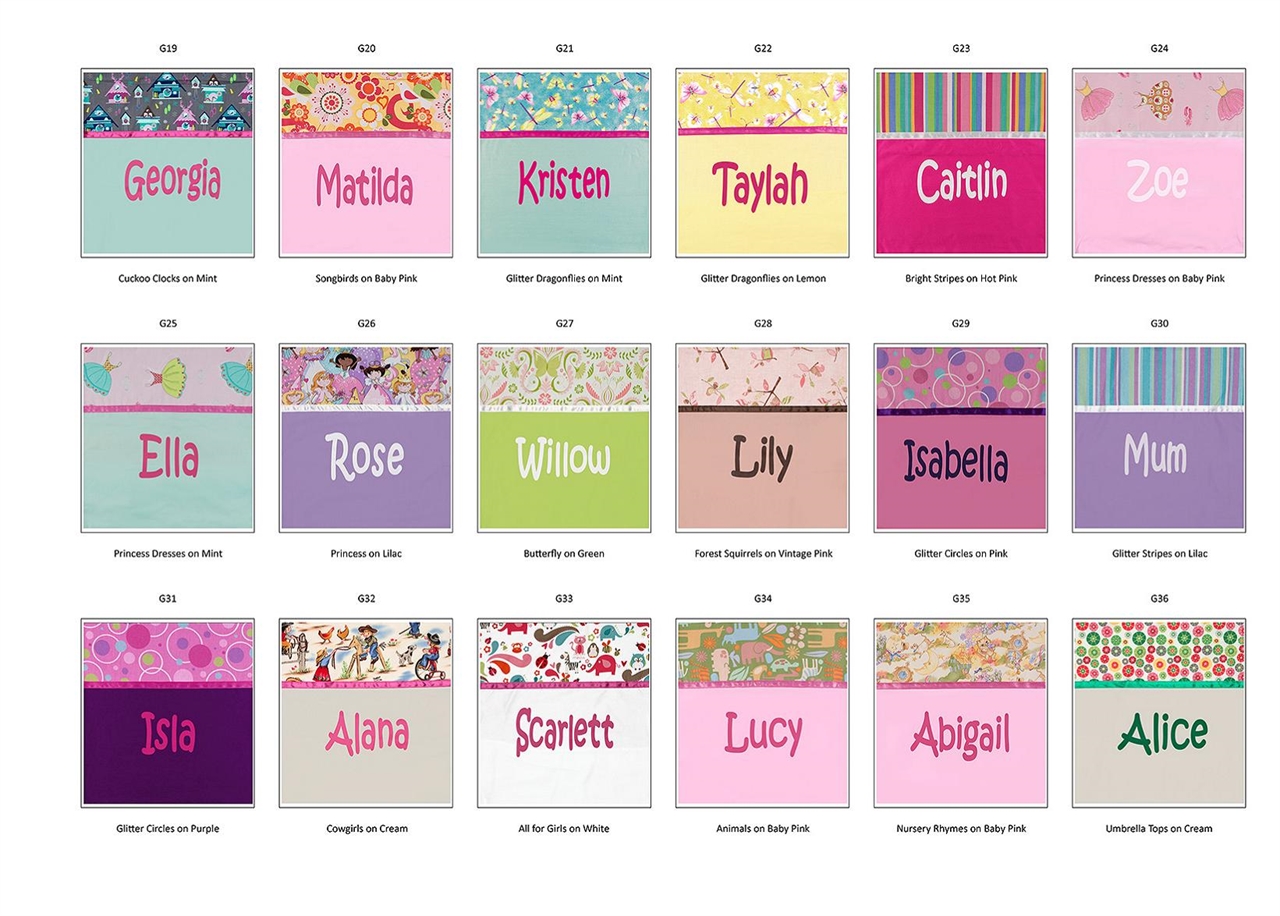 G19 G20 G21 G22 G23 G24
Georgia Matilda Kristen Taylah Caitlin Zoe
Cuckoo Clocks on Mint Songbirds on Baby Pink Glitter Dragonflies on Mint Glitter Dragonflies on Lemon Bright Stripes on Hot Pink Princess Dresses on Baby Pink
G25 G26 G27 G28 G29 G30
Ella Rose Willow Lily Isabella Mum
Princess Dresses on Mint Princess on Lilac Butterfly on Green Forest Squirrels on Vintage Pink Glitter Circles on Pink Glitter Stripes on Lilac
G31 G32 G33 G34 G35 G36
Isla Alana Scarlett Lucy Abigail Alice
Glitter Circles on Purple Cowgirls on Cream All for Girls on White Animals on Baby Pink Nursery Rhymes on Baby Pink Umbrella Tops on Cream